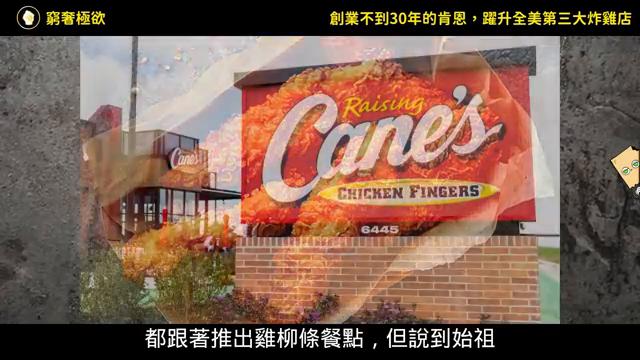 窮奢極欲
創業不到30年的肯恩，躍升全美第三大炸雞店
Raising
Cane's
Cane's
CHICKEN FINGERS
6445
都跟著推出雞柳條餐點，但說到始祖